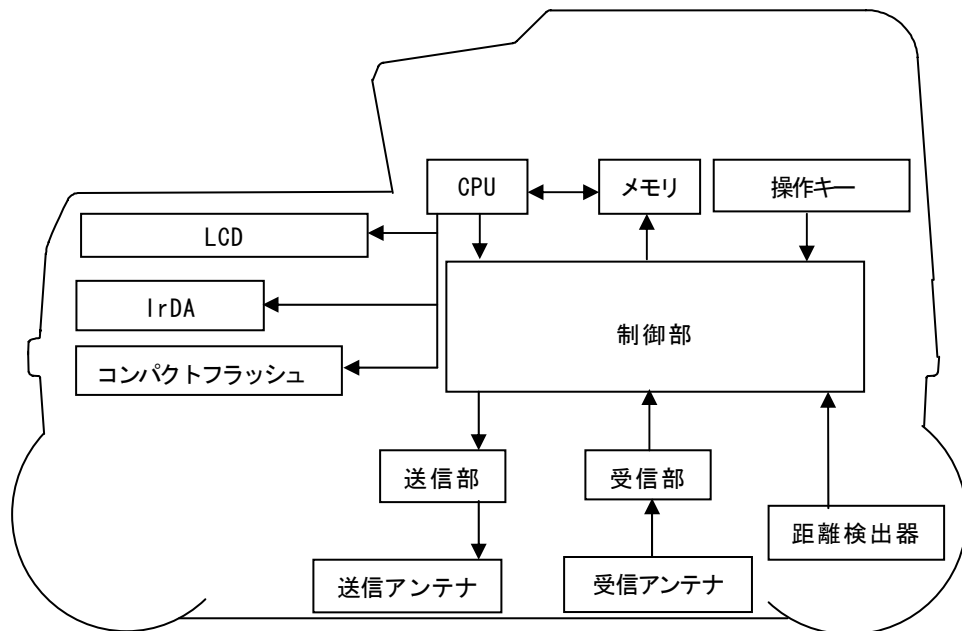 CPU
メモリ
操作キー
LCD
IrDA
制御部
コンパクトフラッシュ
送信部
受信部
距離検出器
送信アンテナ
受信アンテナ